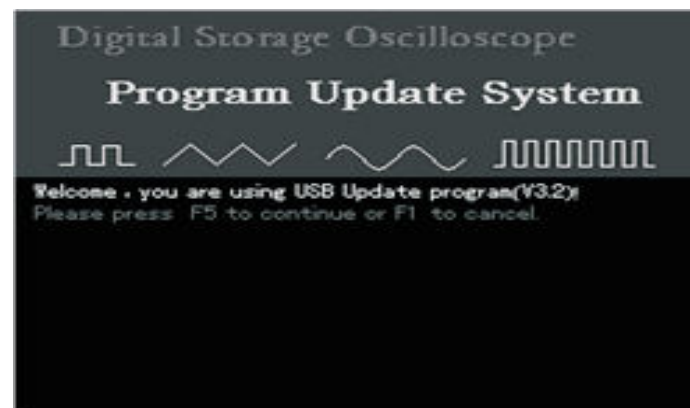 Digital Storage Oscilloscope
Program Update System
Welcome , you are using USB Update program(V3.2)!
Please press F5 to continue or F1 to cancel.